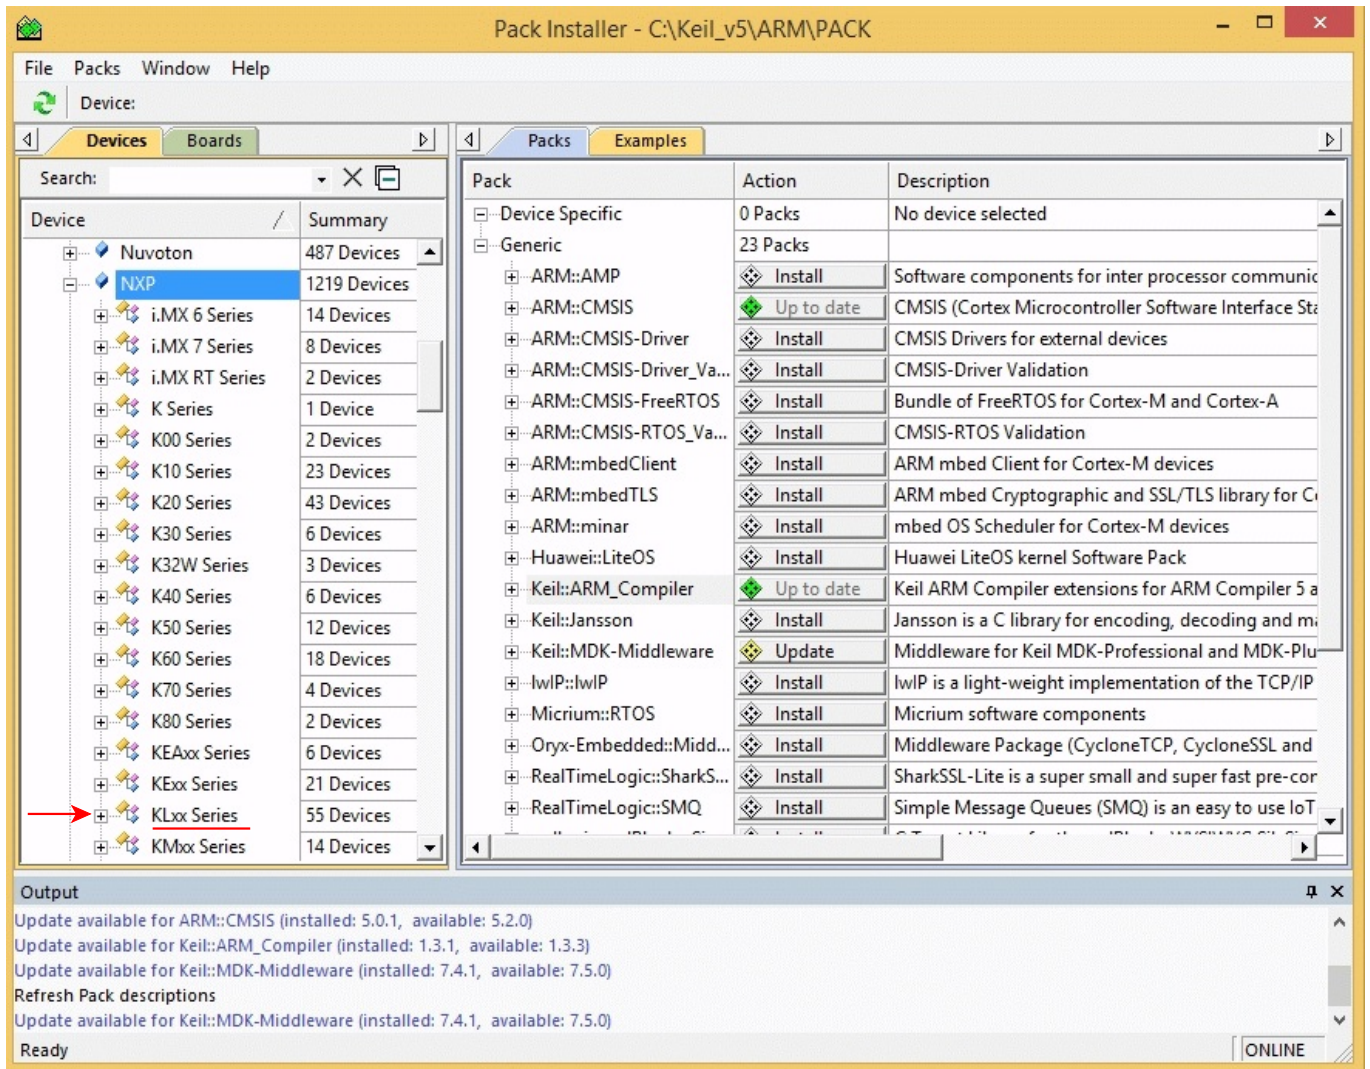 Pack Installer - C:\Keil_v5\ARM\PACK
File Packs Window Help
Device:
Devices Boards
Search:
Device Summary
Nuvoton 487 Devices
NXP 1219 Devices
i.MX 6 Series 14 Devices
i.MX 7 Series 8 Devices
i.MX RT Series 2 Devices
K Series 1 Device
K00 Series 2 Devices
K10 Series 23 Devices
K20 Series 43 Devices
K30 Series 6 Devices
K32W Series 3 Devices
K40 Series 6 Devices
K50 Series 12 Devices
K60 Series 18 Devices
K70 Series 4 Devices
K80 Series 2 Devices
KEAxx Series 6 Devices
KExx Series 21 Devices
KLxx Series 55 Devices
KMxx Series 14 Devices
Packs Examples
Pack Action Description
Device Specific 0 Packs No device selected
Generic 23 Packs
ARM::AMP Install Software components for inter processor communic
ARM::CMSIS Up to date CMSIS (Cortex Microcontroller Software Interface Sta
ARM::CMSIS-Driver Install CMSIS Drivers for external devices
ARM::CMSIS-Driver_Va... Install CMSIS-Driver Validation
ARM::CMSIS-FreeRTOS Install Bundle of FreeRTOS for Cortex-M and Cortex-A
ARM::CMSIS-RTOS_Va... Install CMSIS-RTOS Validation
ARM::mbedClient Install ARM mbed Client for Cortex-M devices
ARM::mbedTLS Install ARM mbed Cryptographic and SSL/TLS library for Co
ARM::minar Install mbed OS Scheduler for Cortex-M devices
Huawei::LiteOS Install Huawei LiteOS kernel Software Pack
Keil::ARM_Compiler Up to date Keil ARM Compiler extensions for ARM Compiler 5 a
Keil::Jansson Install Jansson is a C library for encoding, decoding and ma
Keil::MDK-Middleware Update Middleware for Keil MDK-Professional and MDK-Plu
lwIP::lwIP Install lwIP is a light-weight implementation of the TCP/IP
Micrium::RTOS Install Micrium software components
Oryx-Embedded::Midd... Install Middleware Package (CycloneTCP, CycloneSSL and
RealTimeLogic::SharkS... Install SharkSSL-Lite is a super small and super fast pre-con
RealTimeLogic::SMQ Install Simple Message Queues (SMQ) is an easy to use IoT
Output
Update available for ARM::CMSIS (installed: 5.0.1, available: 5.2.0)
Update available for Keil::ARM_Compiler (installed: 1.3.1, available: 1.3.3)
Update available for Keil::MDK-Middleware (installed: 7.4.1, available: 7.5.0)
Refresh Pack descriptions
Update available for Keil::MDK-Middleware (installed: 7.4.1, available: 7.5.0)
Ready ONLINE